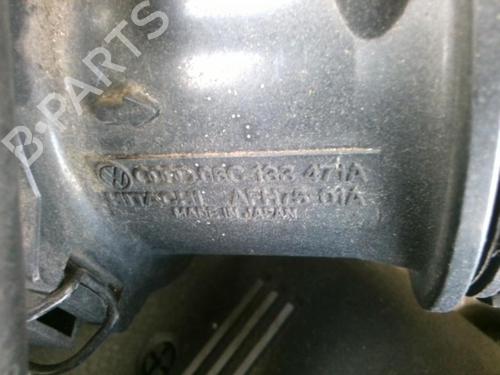 B-PARTS
06C 133 471A
HITACHI AFH75-01A
MADE IN JAPAN